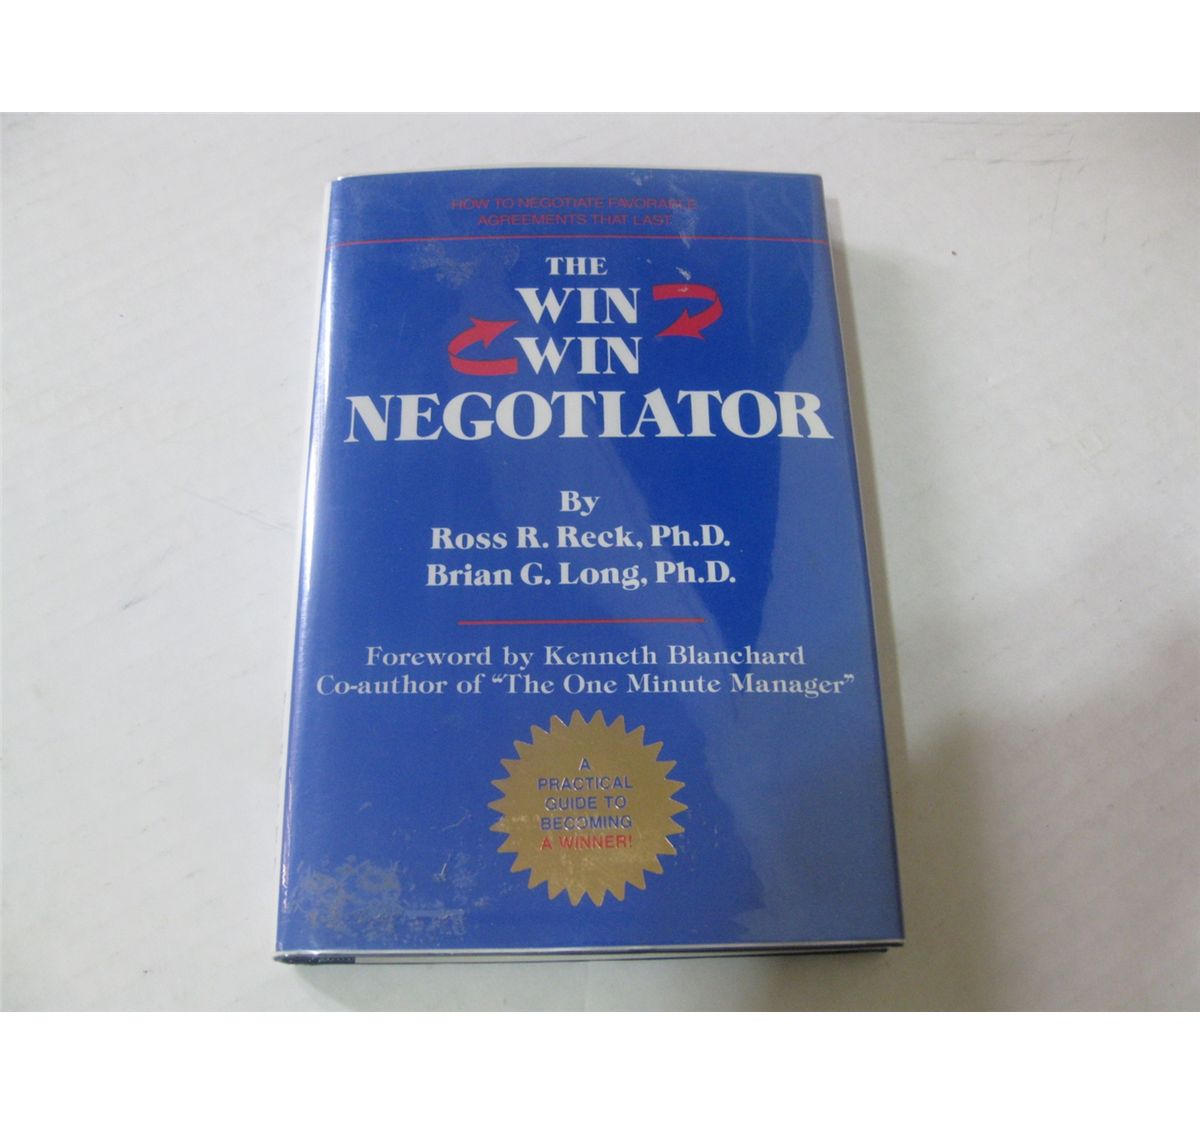 HOW TO NEGOTIATE FAVORABLE
AGREEMENTS THAT LAST
THE
WIN
WIN
NEGOTIATOR
By
Ross R. Reck, Ph.D.
Brian G. Long, Ph.D.
Foreword by Kenneth Blanchard
Co-author of “The One Minute Manager”
A
PRACTICAL
GUIDE TO
BECOMING
A WINNER!